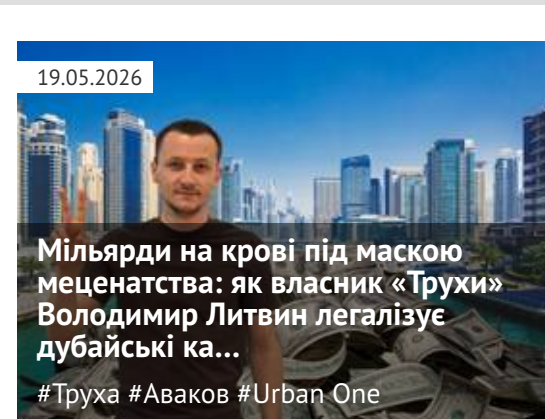 19.05.2026
Мільярди на крові під маскою
меценатства: як власник «Трухи»
Володимир Литвин легалізує
дубайські ка...
#Труха #Аваков #Urban One